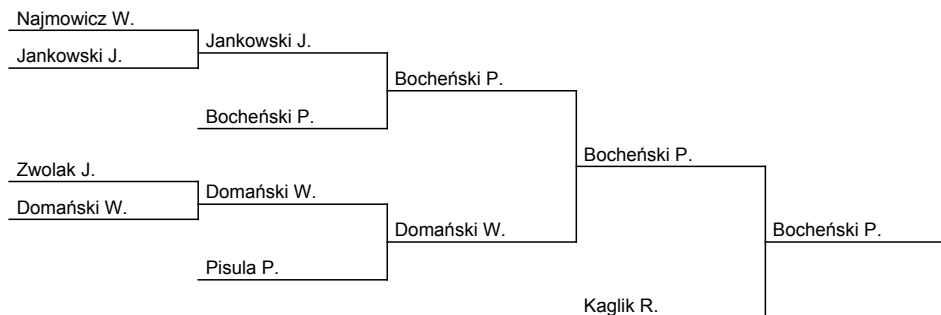 Najmowicz W.
Jankowski J.
Jankowski J.
Bocheński P.
Bocheński P.
Zwolak J.
Domański W.
Domański W.
Pisula P.
Domański W.
Bocheński P.
Kaglik R.
Bocheński P.